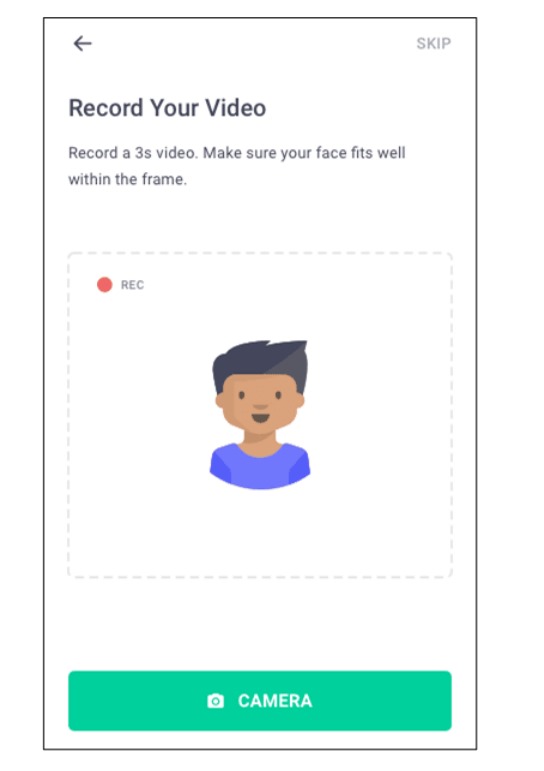 SKIP
Record Your Video
Record a 3s video. Make sure your face fits well
within the frame.
REC
CAMERA